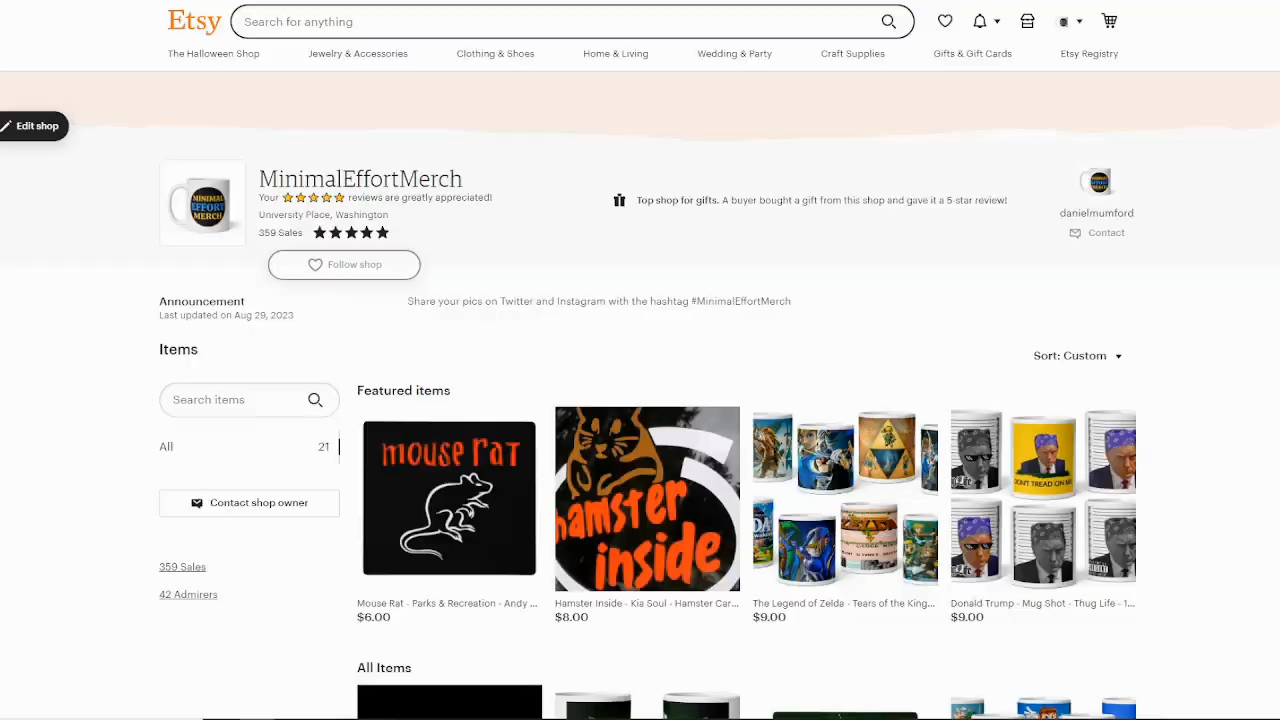 Etsy
Search for anything
The Halloween Shop
Jewelry & Accessories
Clothing & Shoes
Home & Living
Wedding & Party
Craft Supplies
Gifts & Gift Cards
Etsy Registry
Edit shop
MINIMAL
EFFORT
MERCH
MinimalEffortMerch
Your ⭐⭐⭐⭐⭐ reviews are greatly appreciated!
University Place, Washington
359 Sales ★★★★★
Follow shop
Top shop for gifts. A buyer bought a gift from this shop and gave it a 5-star review!
MINIMAL
EFFORT
MERCH
danielmumford
Contact
Announcement
Last updated on Aug 29, 2023
Share your pics on Twitter and Instagram with the hashtag #MinimalEffortMerch
Items
Sort: Custom
Search items
All 21
Contact shop owner
359 Sales
42 Admirers
Featured items
mouse rat
hamster
inside
DON'T TREAD ON ME
Mouse Rat - Parks & Recreation - Andy ...
$6.00
Hamster Inside - Kia Soul - Hamster Car...
$8.00
The Legend of Zelda - Tears of the King...
$9.00
Donald Trump - Mug Shot - Thug Life - 1...
$9.00
All Items